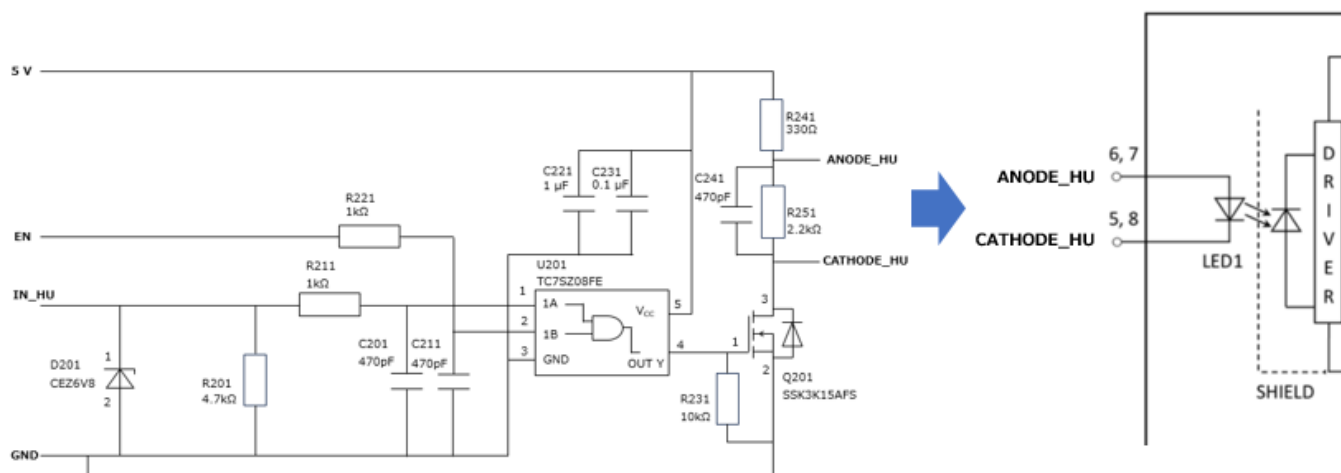 5 V
EN
IN_HU
GND
D201
CEZ6V8
1
2
R201
4.7kΩ
R221
1kΩ
R211
1kΩ
C201
470pF
C211
470pF
C221
1 µF
C231
0.1 µF
U201
TC7SZ08FE
1
2
3
1A
1B
GND
VCC
OUT Y
5
4
R231
10kΩ
R241
330Ω
ANODE_HU
C241
470pF
R251
2.2kΩ
CATHODE_HU
3
1
2
Q201
SSK3K15AFS
ANODE_HU
6, 7
CATHODE_HU
5, 8
LED1
DRIVER
SHIELD